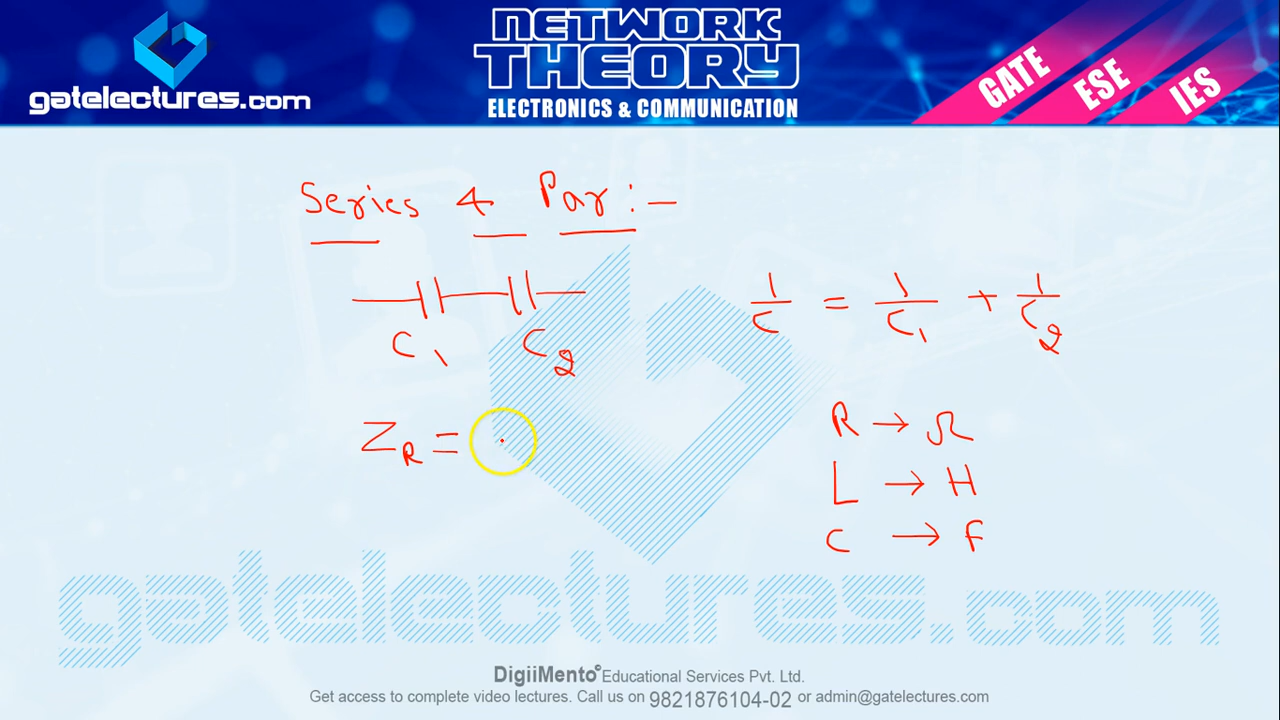 gatelectures.com
NETWORK
THEORY
ELECTRONICS & COMMUNICATION
GATE
ESE
IES
Series & Par :-
C1 C2
1/C = 1/C1 + 1/C2
ZR = 
R → Ω
L → H
C → F
gatelectures.com
DigiiMento© Educational Services Pvt. Ltd.
Get access to complete video lectures. Call us on 9821876104-02 or admin@gatelectures.com